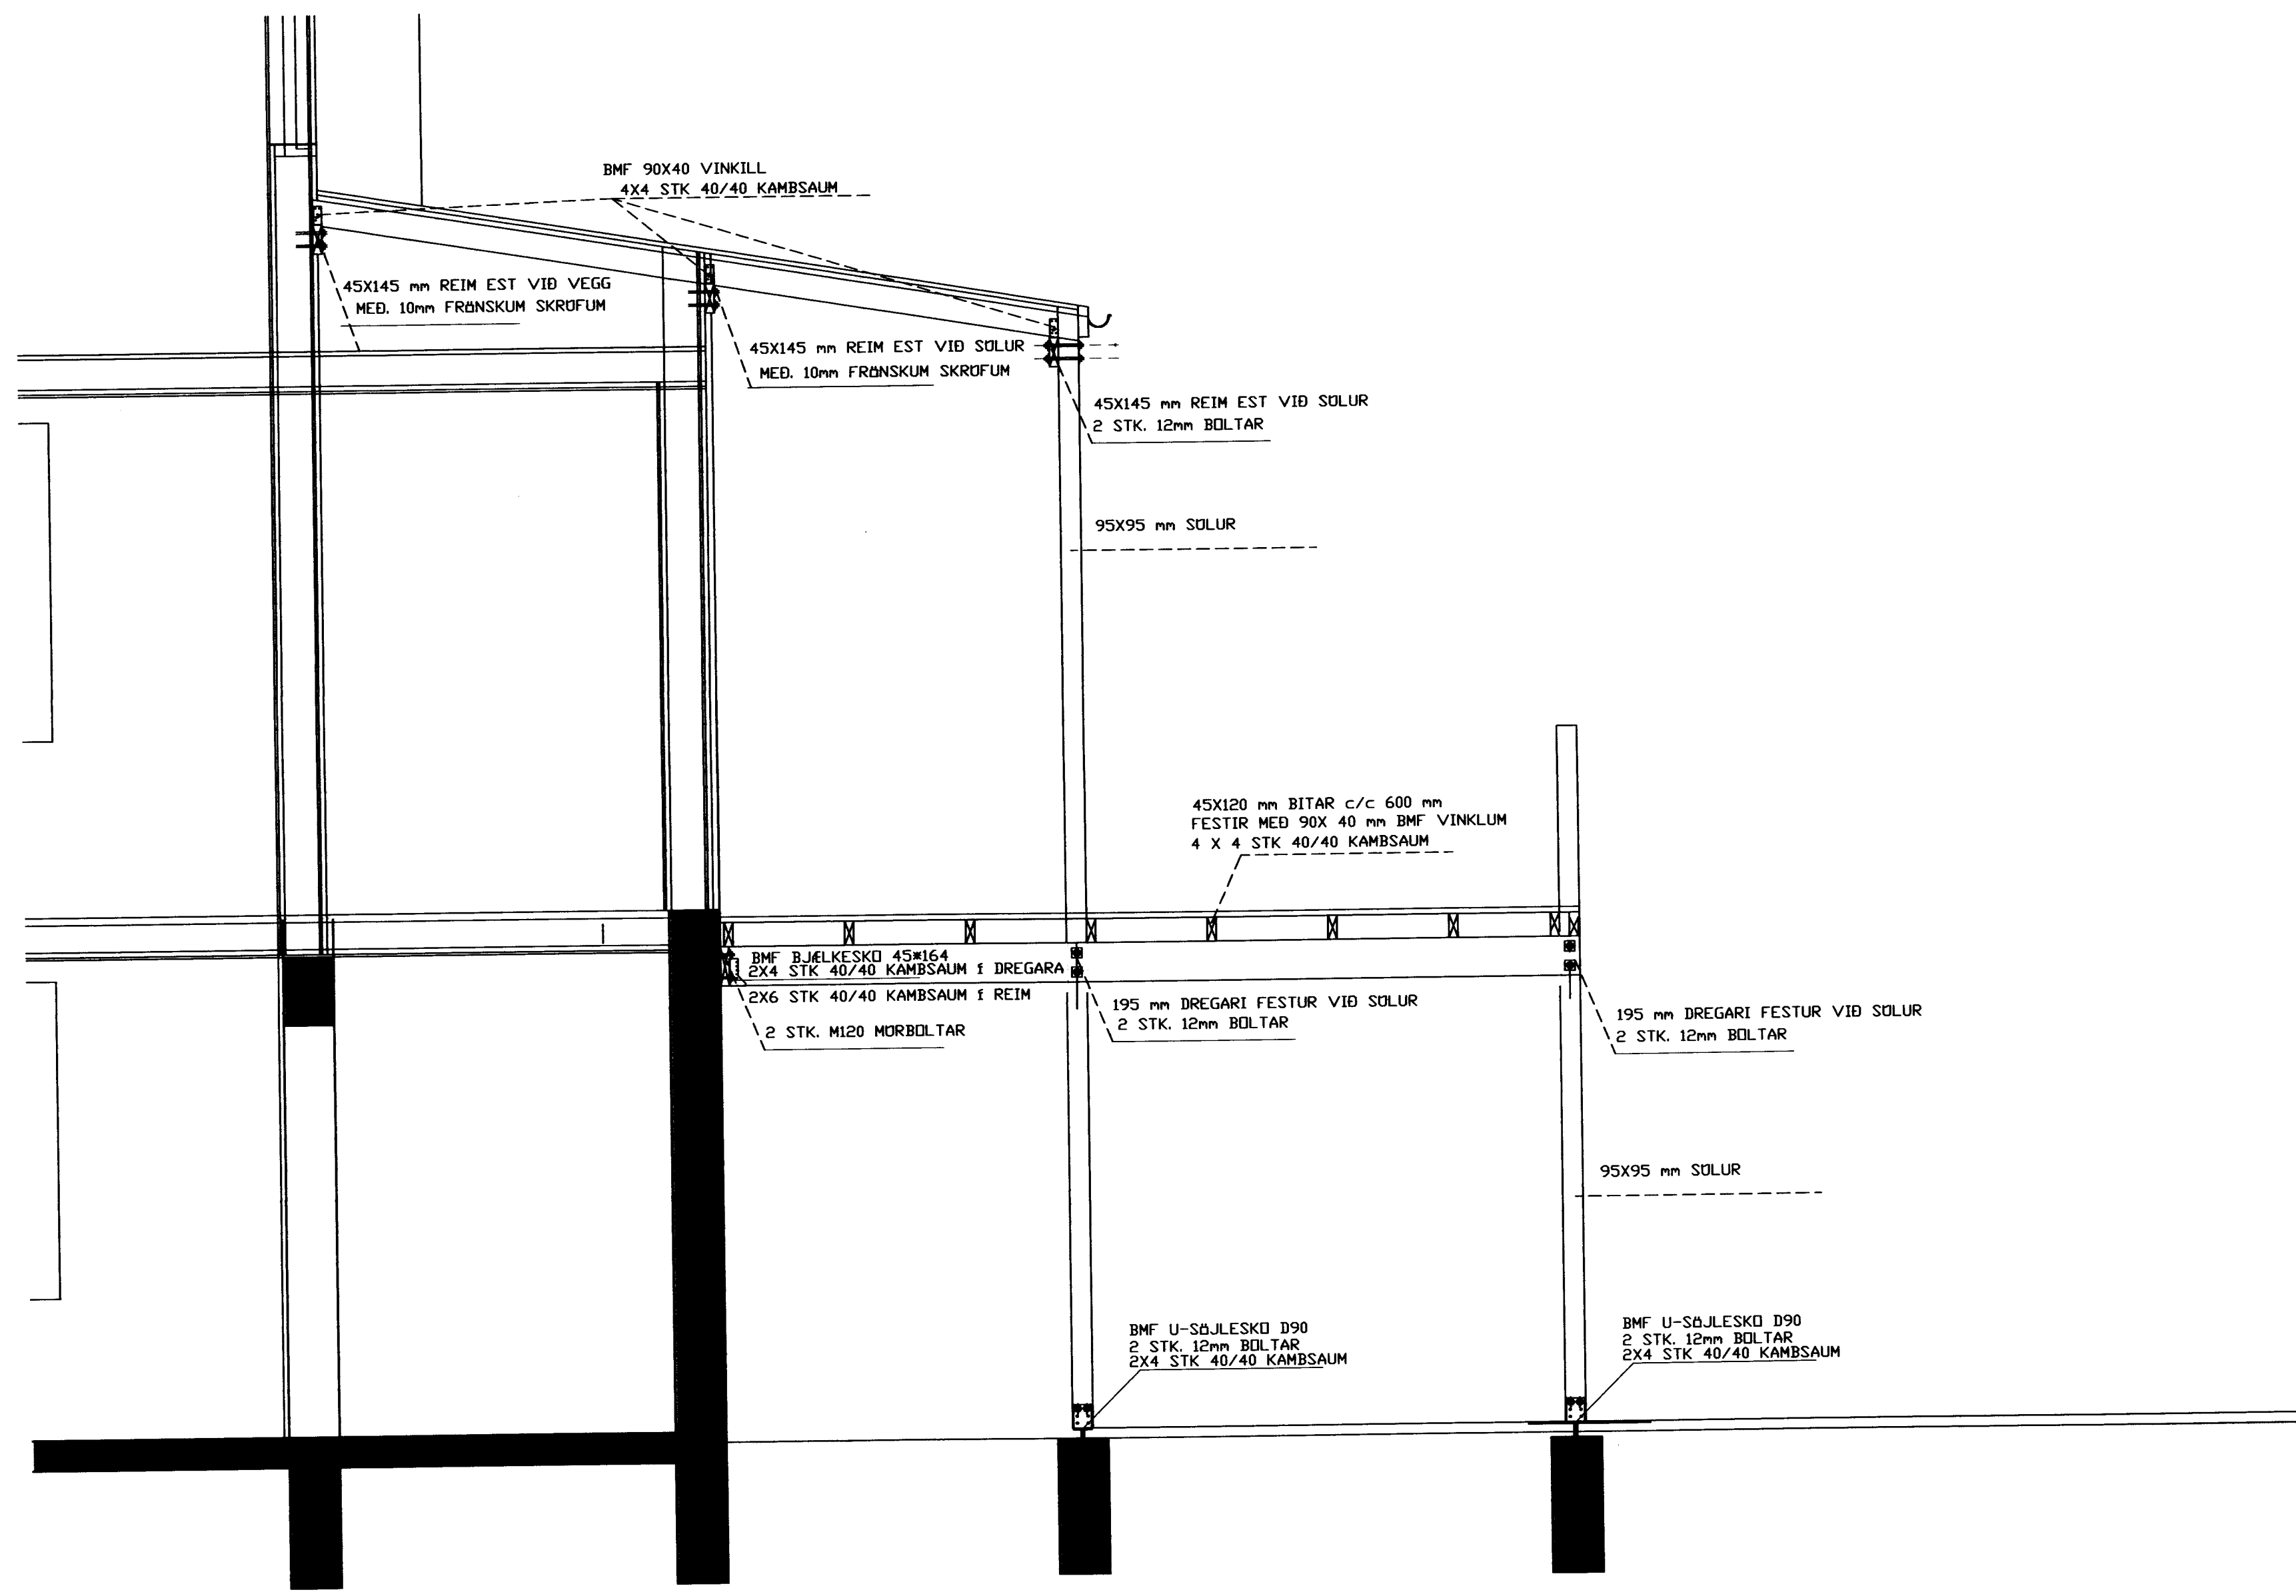 BMF 90X40 VINKILL
4X4 STK 40/40 KAMBSAUM
45X145 mm REIM EST VIÐ VEGG
MEÐ. 10mm FRÖNSKUM SKRÚFUM
45X145 mm REIM EST VIÐ SÚLUR
MEÐ. 10mm FRÖNSKUM SKRÚFUM
45X145 mm REIM EST VIÐ SÚLUR
2 STK. 12mm BOLTAR
95X95 mm SÚLUR
45X120 mm BITAR c/c 600 mm
FESTIR MEÐ 90X 40 mm BMF VINKLUM
4 X 4 STK 40/40 KAMBSAUM
BMF BJÆLKESKO 45*164
2X4 STK 40/40 KAMBSAUM Í DREGARA
2X6 STK 40/40 KAMBSAUM Í REIM
2 STK. M120 MÚRBOLTAR
195 mm DREGARI FESTUR VIÐ SÚLUR
2 STK. 12mm BOLTAR
195 mm DREGARI FESTUR VIÐ SÚLUR
2 STK. 12mm BOLTAR
95X95 mm SÚLUR
BMF U-SÖJLESKO D90
2 STK. 12mm BOLTAR
2X4 STK 40/40 KAMBSAUM
BMF U-SÖJLESKO D90
2 STK. 12mm BOLTAR
2X4 STK 40/40 KAMBSAUM